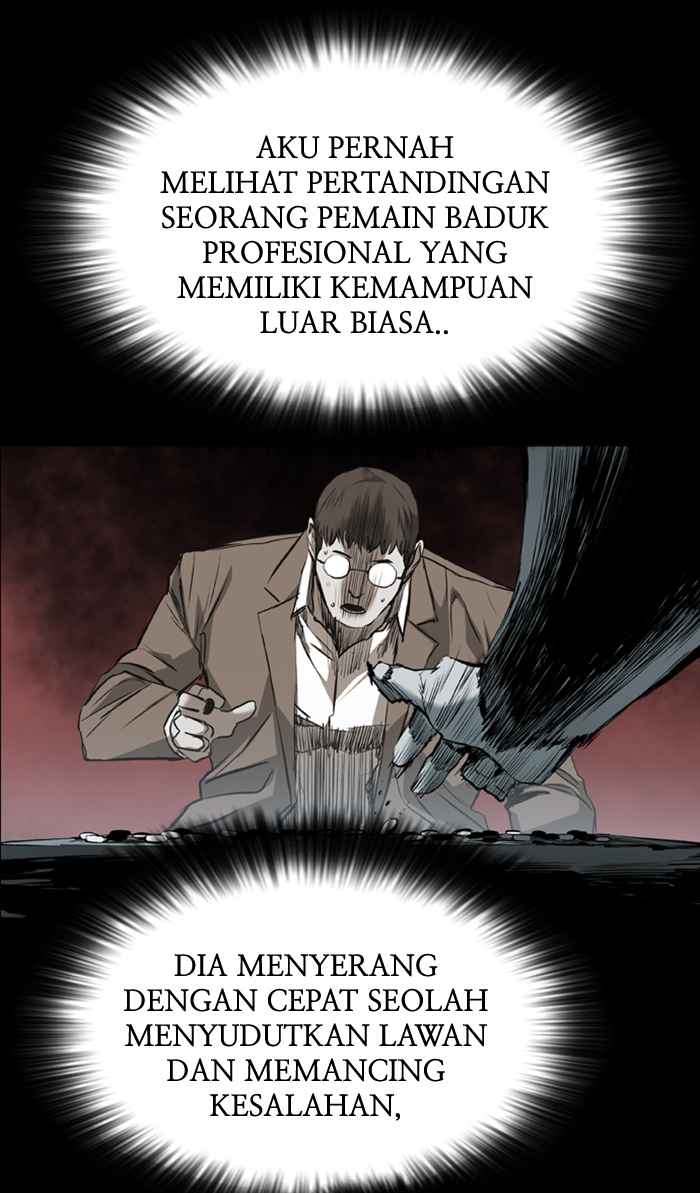 AKU PERNAH
MELIHAT PERTANDINGAN
SEORANG PEMAIN BADUK
PROFESIONAL YANG
MEMILIKI KEMAMPUAN
LUAR BIASA..
DIA MENYERANG
DENGAN CEPAT SEOLAH
MENYUDUTKAN LAWAN
DAN MEMANCING
KESALAHAN,